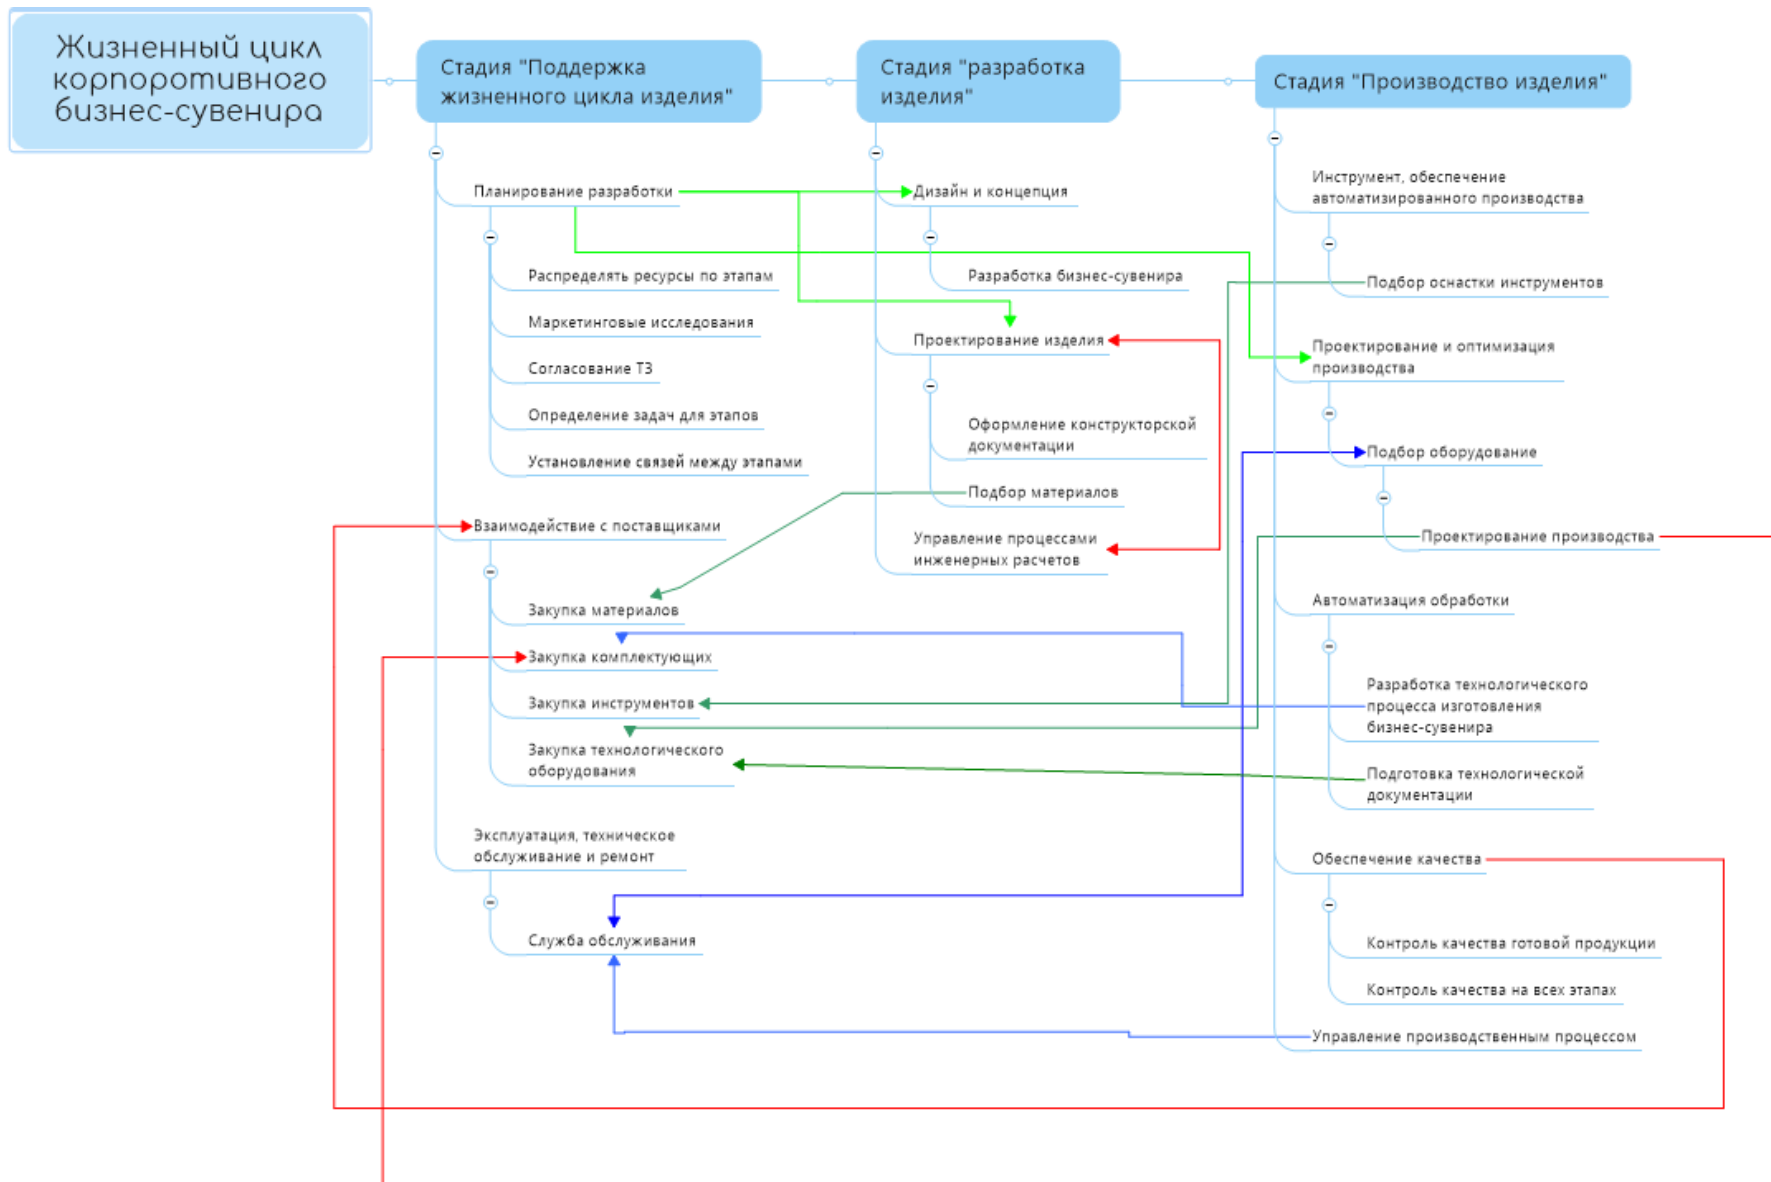 Жизненный цикл
корпоротивного
бизнес-сувенира
Стадия "Поддержка
жизненного цикла изделия"
Планирование разработки
Распределять ресурсы по этапам
Маркетинговые исследования
Согласование ТЗ
Определение задач для этапов
Установление связей между этапами
Взаимодействие с поставщиками
Закупка материалов
Закупка комплектующих
Закупка инструментов
Закупка технологического
оборудования
Эксплуатация, техническое
обслуживание и ремонт
Служба обслуживания
Стадия "разработка
изделия"
Дизайн и концепция
Разработка бизнес-сувенира
Проектирование изделия
Оформление конструкторской
документации
Подбор материалов
Управление процессами
инженерных расчетов
Стадия "Производство изделия"
Инструмент, обеспечение
автоматизированного производства
Подбор оснастки инструментов
Проектирование и оптимизация
производства
Подбор оборудование
Проектирование производства
Автоматизация обработки
Разработка технологического
процесса изготовления
бизнес-сувенира
Подготовка технологической
документации
Обеспечение качества
Контроль качества готовой продукции
Контроль качества на всех этапах
Управление производственным процессом